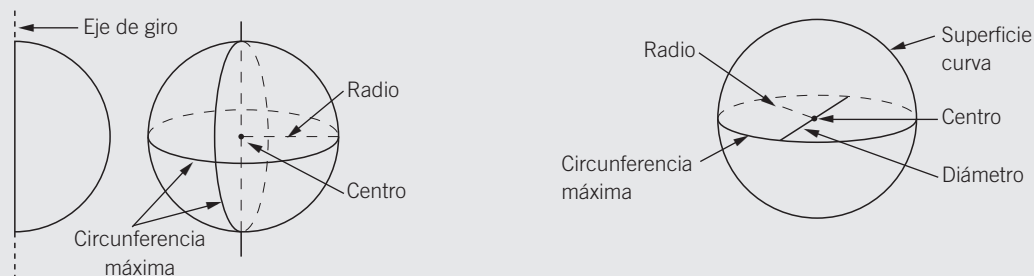 Eje de giro
Radio
Centro
Circunferencia
máxima
Radio
Superficie
curva
Centro
Circunferencia
máxima
Diámetro